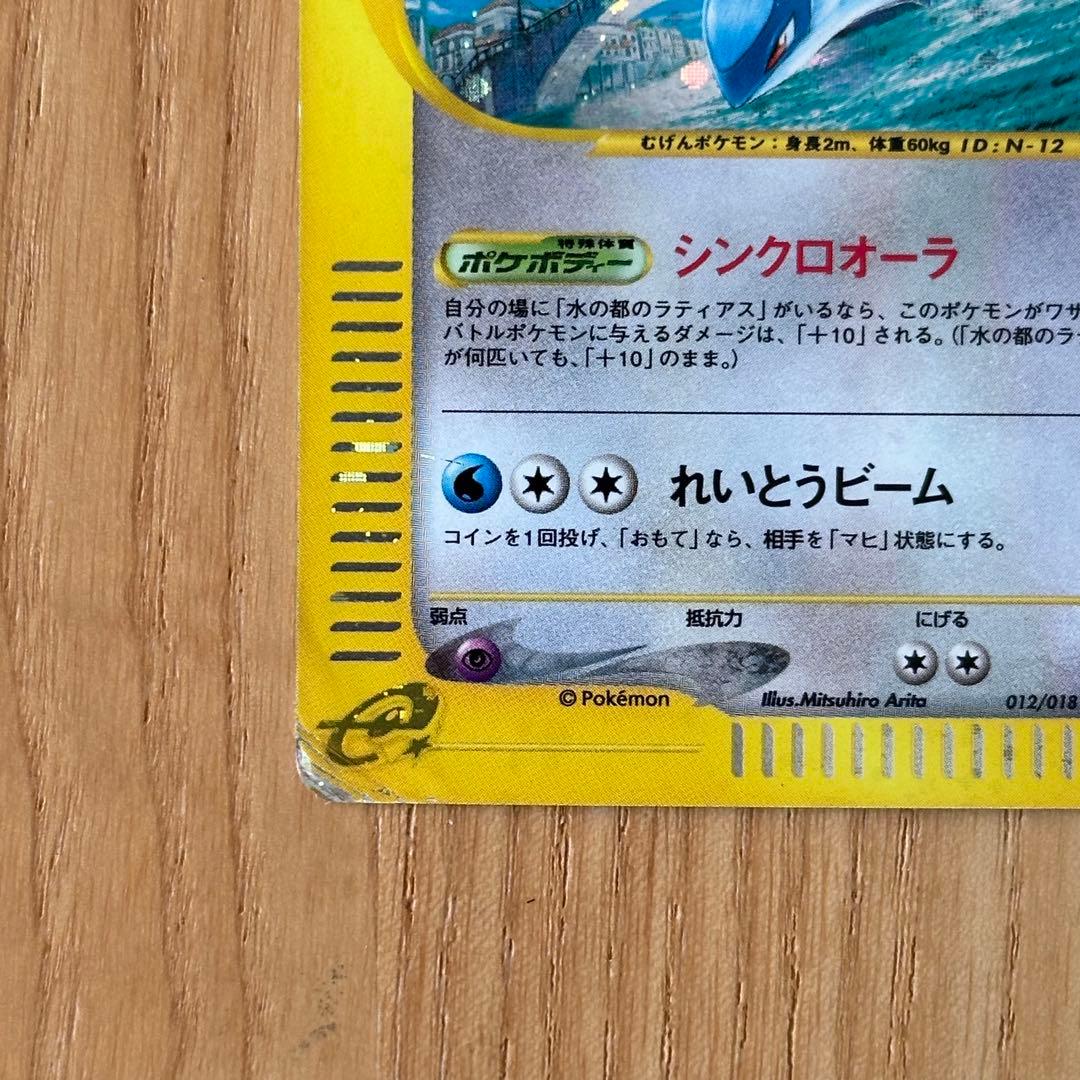 むげんポケモン：身長2m、体重60kg ID:N-12
特殊体質
ポケボディー シンクロオーラ
自分の場に「水の都のラティアス」がいるなら、このポケモンがワザ
バトルポケモンに与えるダメージは、「＋10」される。（「水の都のラ
が何匹いても、「＋10」のまま。）
れいとうビーム
コインを1回投げ、「おもて」なら、相手を「マヒ」状態にする。
弱点 抵抗力 にげる
© Pokémon Illus.Mitsuhiro Arita 012/018
e